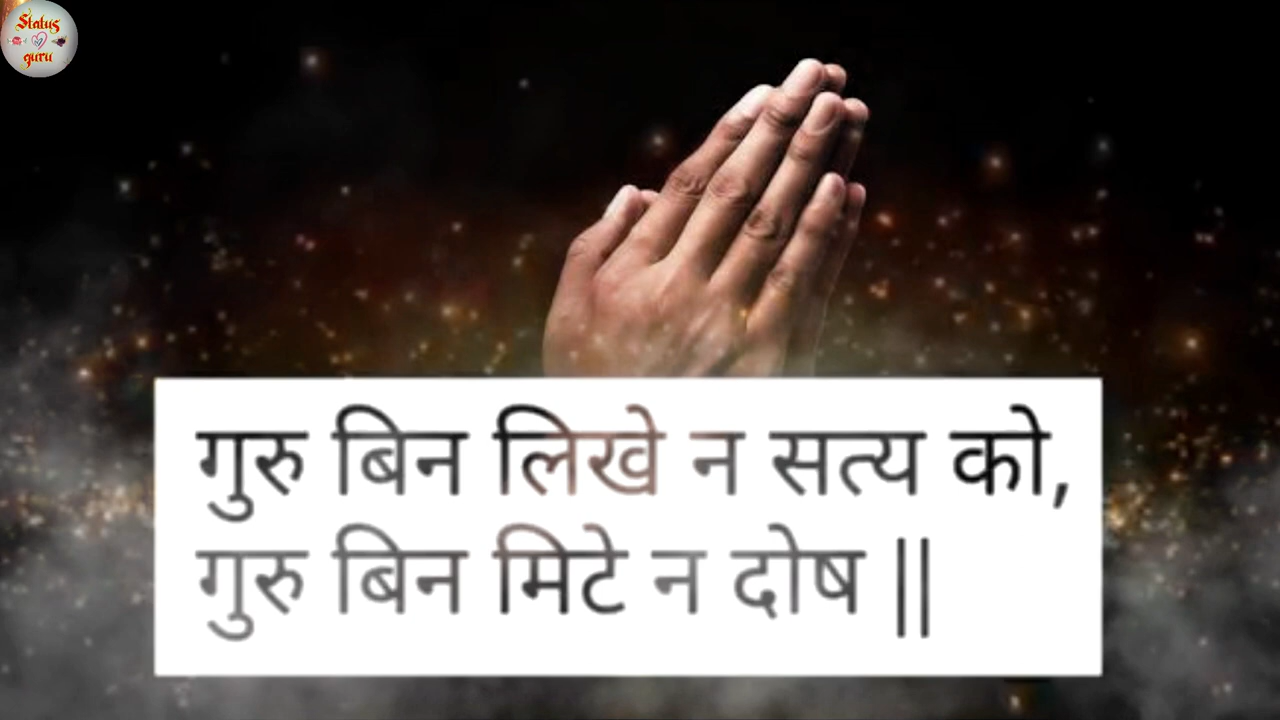 Status
guru
गुरु बिन लिखे न सत्य को,
गुरु बिन मिटे न दोष ||